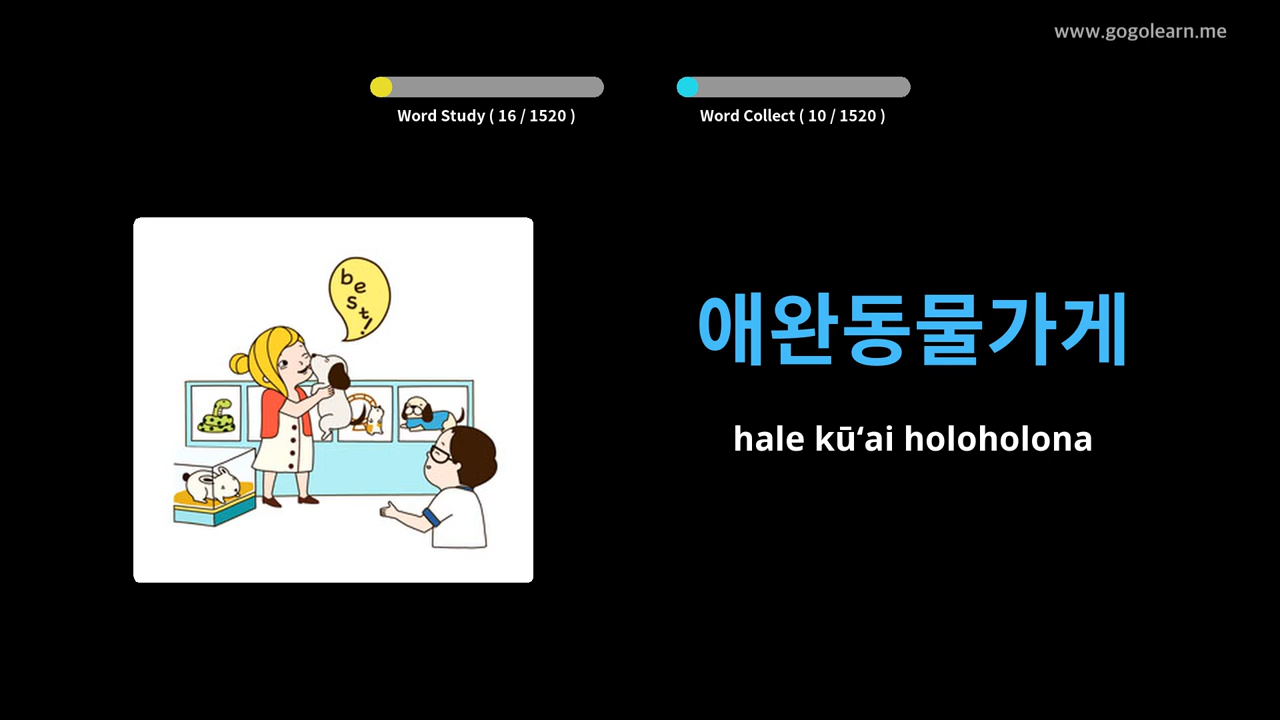 www.gogolearn.me
Word Study ( 16 / 1520 )
Word Collect ( 10 / 1520 )
best!
애완동물가게
hale kūʻai holoholona